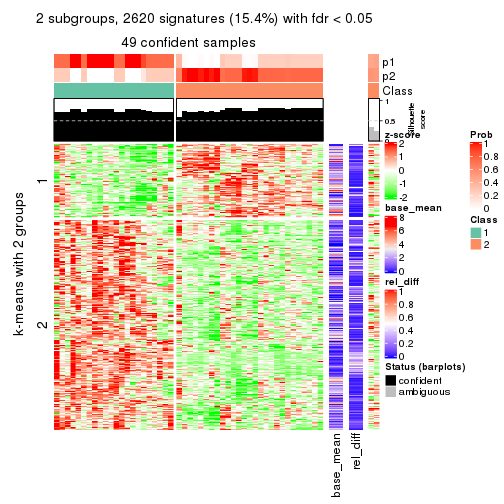 2 subgroups, 2620 signatures (15.4%) with fdr < 0.05
49 confident samples
p1
p2
Class
1
0.5
0
Silhouette
score
k-means with 2 groups
1
2
base_mean
rel_diff
z-score
2
1
0
-1
-2
base_mean
8
6
4
2
0
rel_diff
1
0.8
0.6
0.4
0.2
0
Status (barplots)
confident
ambiguous
Prob
1
0.8
0.6
0.4
0.2
0
Class
1
2